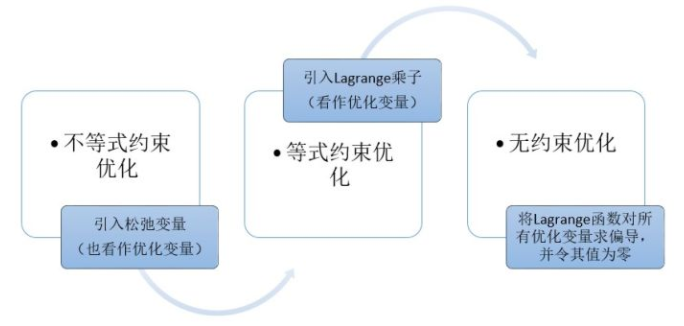 • 不等式约束
优化
引入松弛变量
（也看作优化变量）
引入Lagrange乘子
（看作优化变量）
• 等式约束优
化
• 无约束优化
将Lagrange函数对所
有优化变量求偏导，
并令其值为零